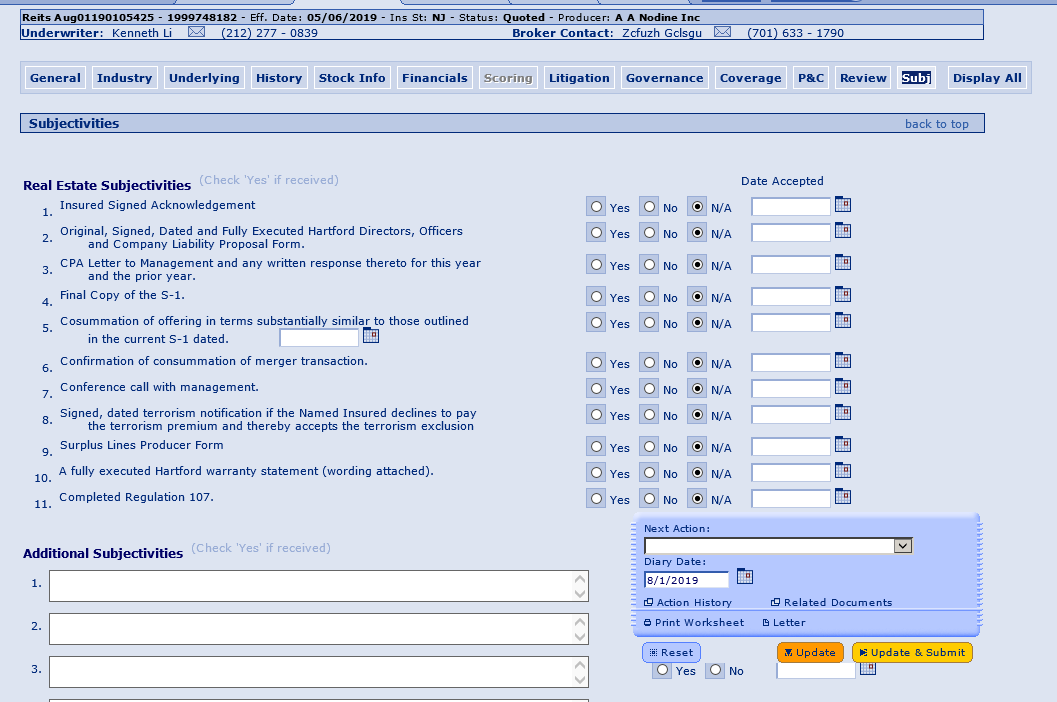 Reits Aug01190105425 - 1999748182 - Eff. Date: 05/06/2019 - Ins St: NJ - Status: Quoted - Producer: A A Nodine Inc
Underwriter: Kenneth Li (212) 277 - 0839 Broker Contact: Zcfuzh Gclsgu (701) 633 - 1790
General Industry Underlying History Stock Info Financials Scoring Litigation Governance Coverage P&C Review Subj Display All
Subjectivities back to top
Real Estate Subjectivities (Check 'Yes' if received) Date Accepted
1. Insured Signed Acknowledgement Yes No N/A
2. Original, Signed, Dated and Fully Executed Hartford Directors, Officers Yes No N/A
and Company Liability Proposal Form.
3. CPA Letter to Management and any written response thereto for this year Yes No N/A
and the prior year.
4. Final Copy of the S-1. Yes No N/A
5. Cosummation of offering in terms substantially similar to those outlined Yes No N/A
in the current S-1 dated.
6. Confirmation of consummation of merger transaction. Yes No N/A
7. Conference call with management. Yes No N/A
8. Signed, dated terrorism notification if the Named Insured declines to pay Yes No N/A
the terrorism premium and thereby accepts the terrorism exclusion
9. Surplus Lines Producer Form Yes No N/A
10. A fully executed Hartford warranty statement (wording attached). Yes No N/A
11. Completed Regulation 107. Yes No N/A
Next Action:
Additional Subjectivities (Check 'Yes' if received)
Diary Date:
8/1/2019
1.
Action History Related Documents
Print Worksheet Letter
2.
Reset Update Update & Submit
3. Yes No